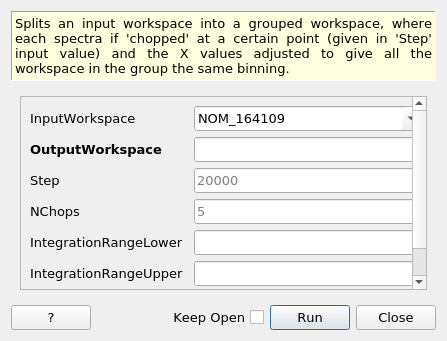 Splits an input workspace into a grouped workspace, where
each spectra if 'chopped' at a certain point (given in 'Step'
input value) and the X values adjusted to give all the
workspace in the group the same binning.
InputWorkspace NOM_164109
OutputWorkspace
Step 20000
NChops 5
IntegrationRangeLower
IntegrationRangeUpper
? Keep Open Run Close